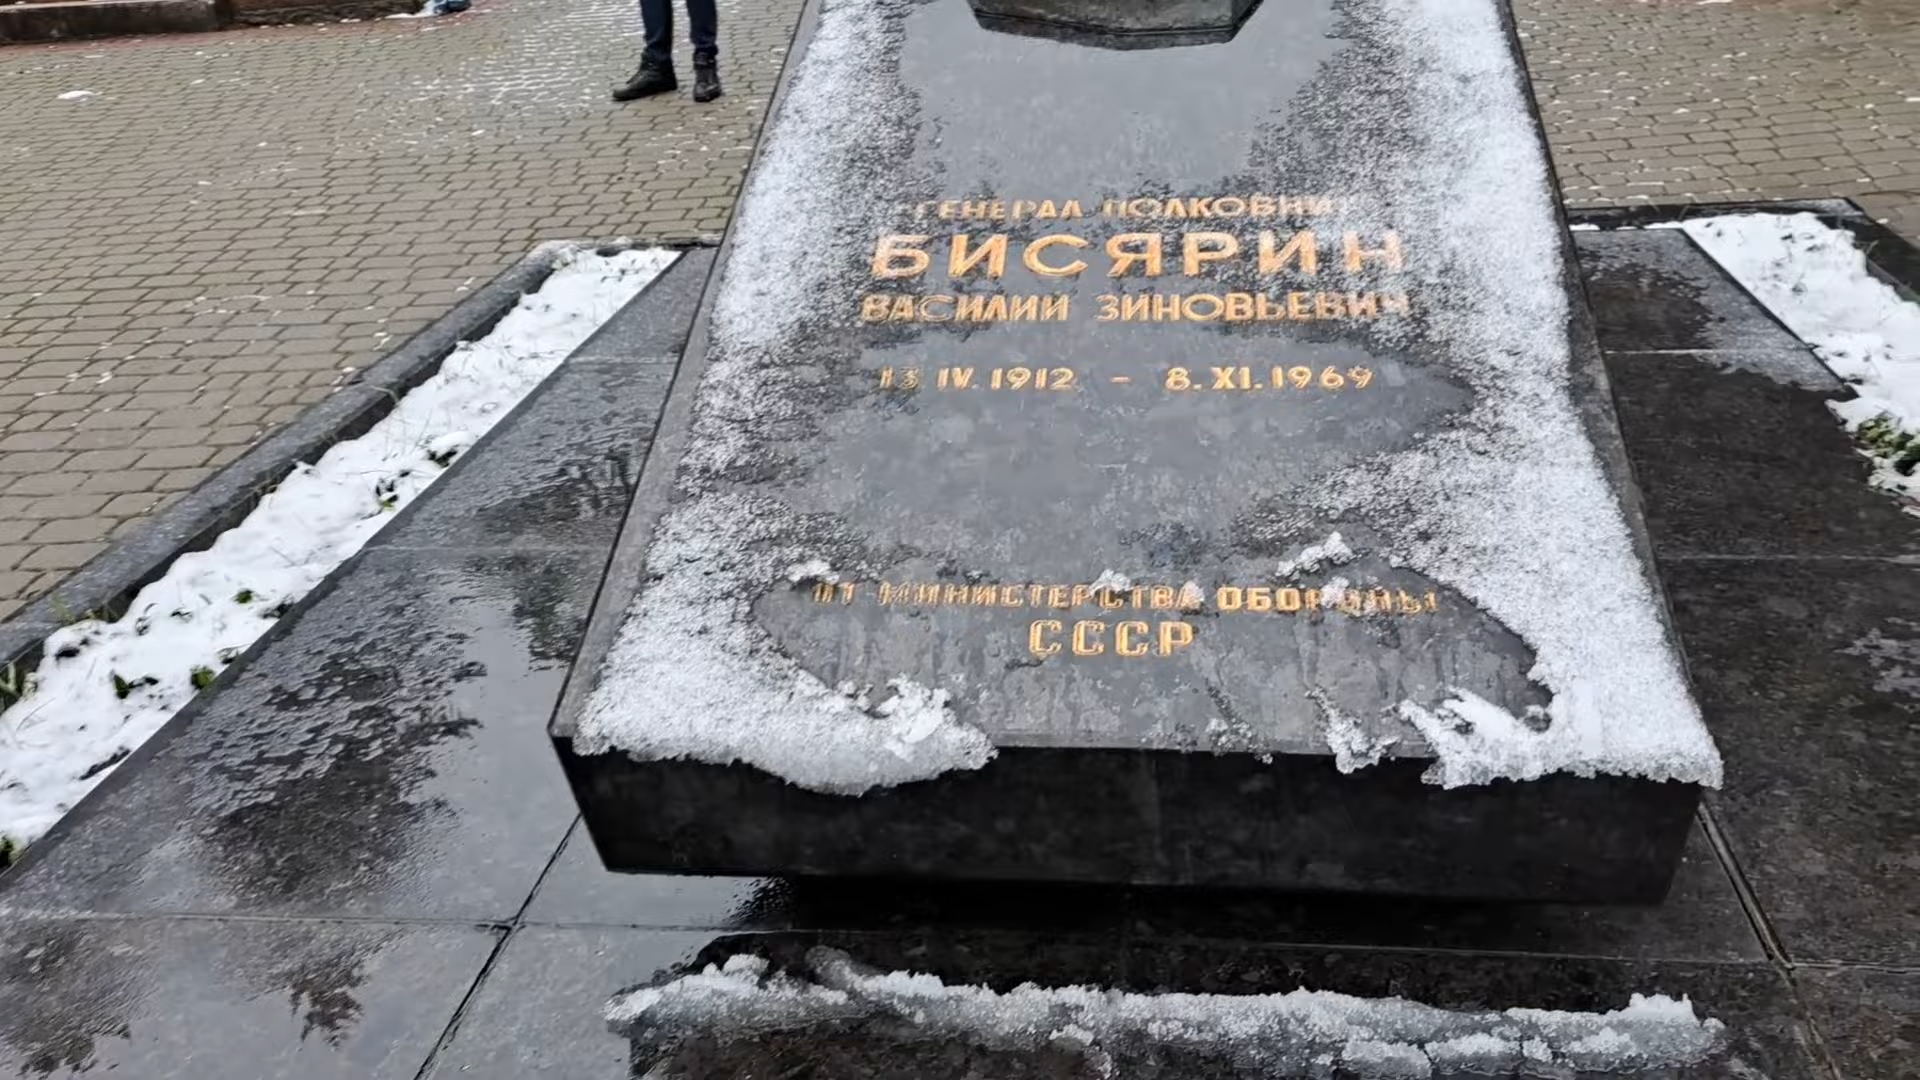 ГЕНЕРАЛ ПОЛКОВНИК
БИСЯРИН
ВАСИЛИЙ ЗИНОВЬЕВИЧ
13 IV. 1912 - 8. XI. 1969
ОТ МИНИСТЕРСТВА ОБОРОНЫ
СССР